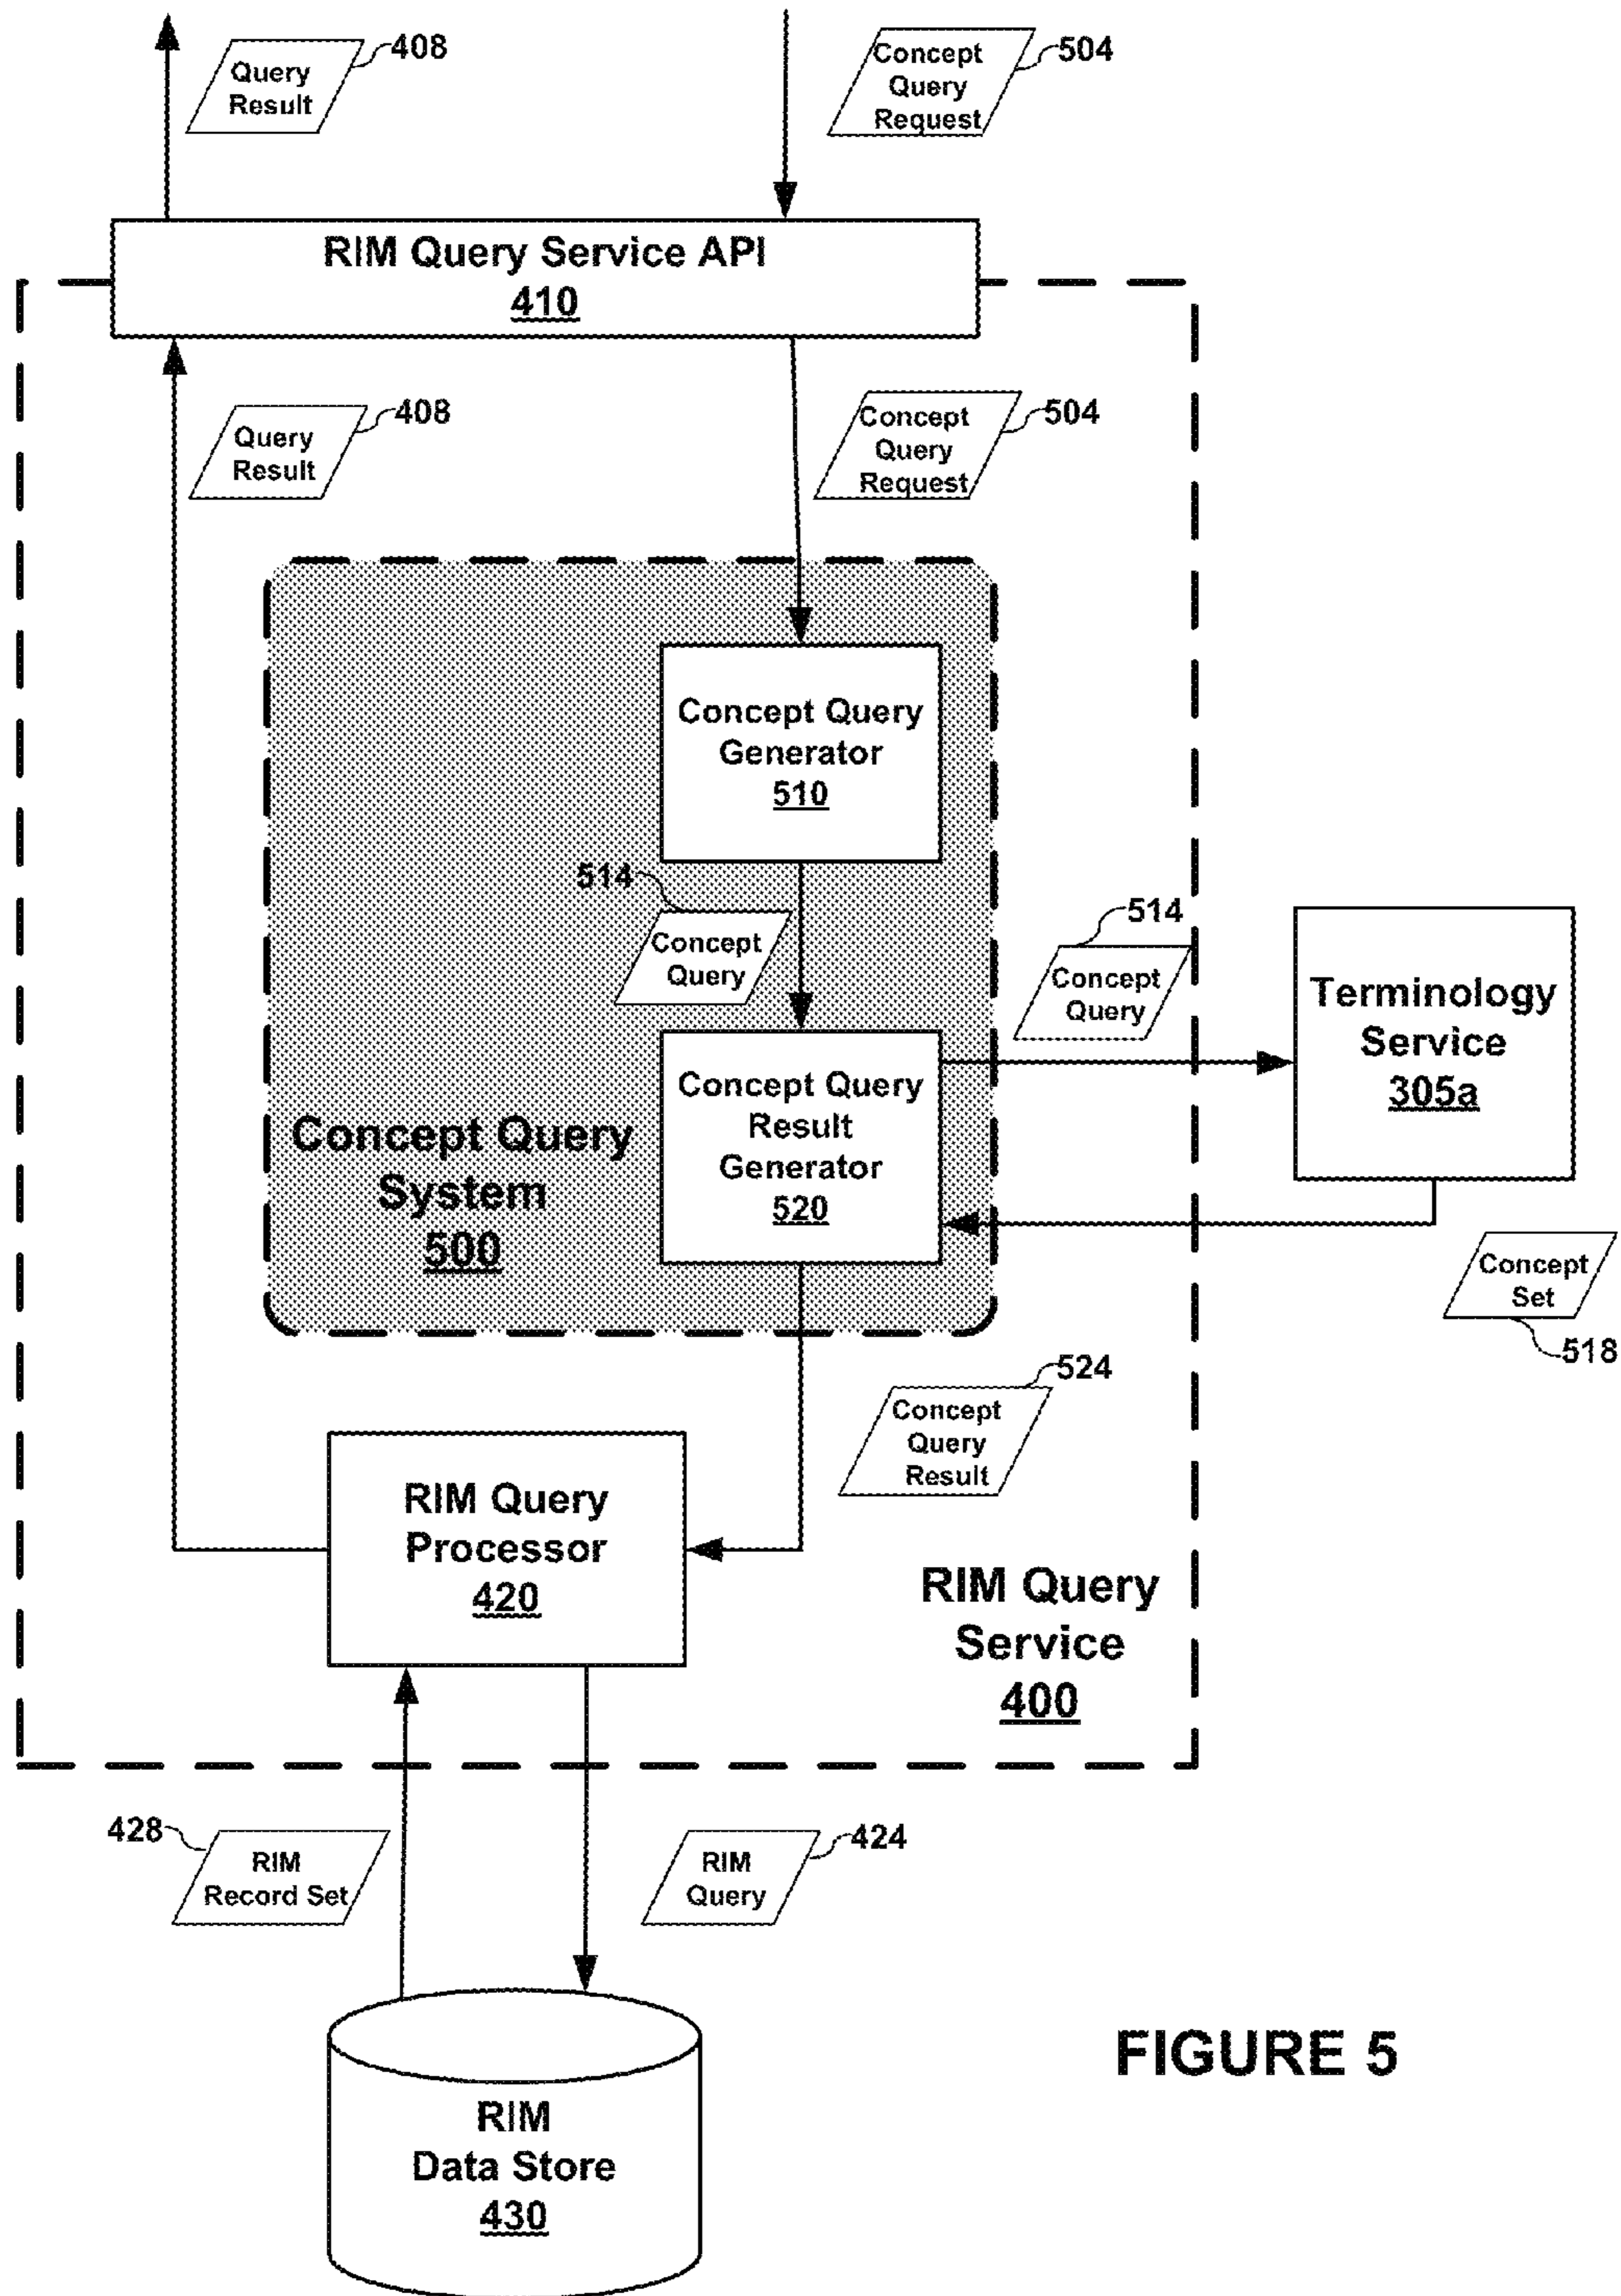 Query
Result
408
Concept
Query
Request
504
RIM Query Service API
410
Query
Result
408
Concept
Query
Request
504
Concept Query
Generator
510
514
Concept
Query
514
Concept
Query
Terminology
Service
305a
Concept Query
Result
Generator
520
Concept Query
System
500
Concept
Set
518
524
Concept
Query
Result
RIM Query
Processor
420
RIM Query
Service
400
428
RIM
Record Set
RIM
Query
424
RIM
Data Store
430
FIGURE 5